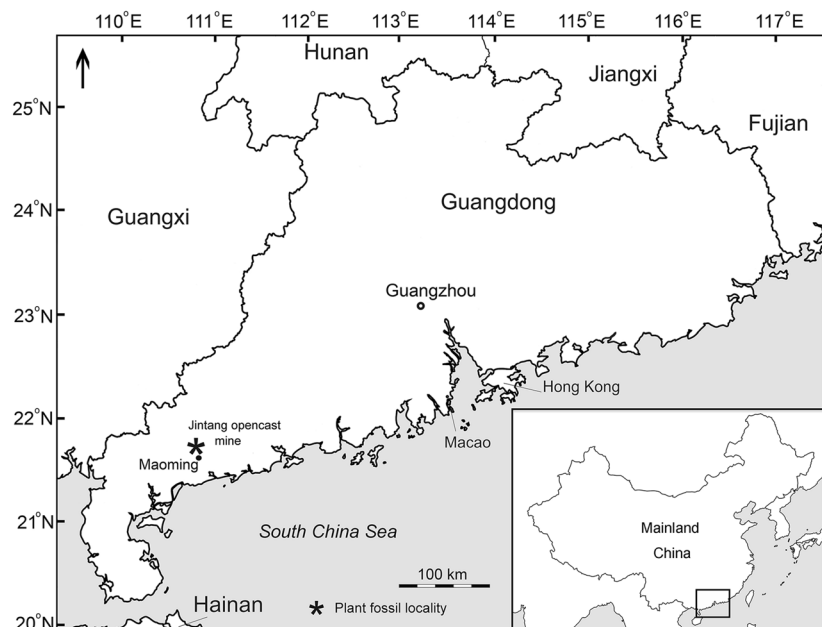 110°E 111°E 112°E 113°E 114°E 115°E 116°E 117°E
Hunan
Jiangxi
25°N
Fujian
Guangdong
24°N
Guangxi
Guangzhou
23°N
Hong Kong
22°N
Jintang opencast
mine
Macao
Maoming
21°N
South China Sea
Mainland
China
100 km
Hainan
* Plant fossil locality
20°N